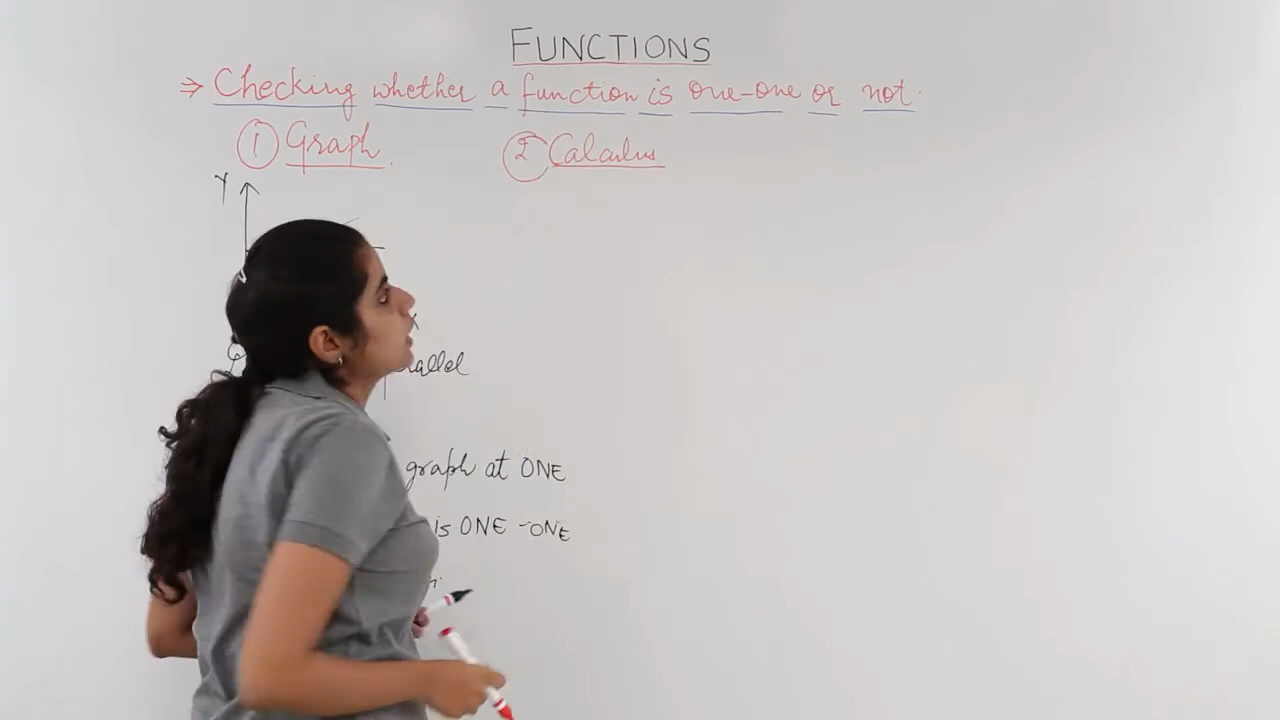 FUNCTIONS
⇒ Checking whether a function is one-one or not.
① Graph. ② Calculus
Y
X
graph at ONE
is ONE-ONE